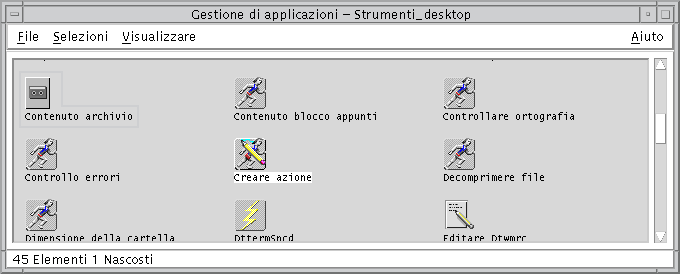 Gestione di applicazioni – Strumenti_desktop
File Selezioni Visualizzare Aiuto
Contenuto archivio Contenuto blocco appunti Controllare ortografia
Controllo errori Creare azione Decomprimere file
Dimensione della cartella DttermSncd Editare Dtwmrc
45 Elementi 1 Nascosti